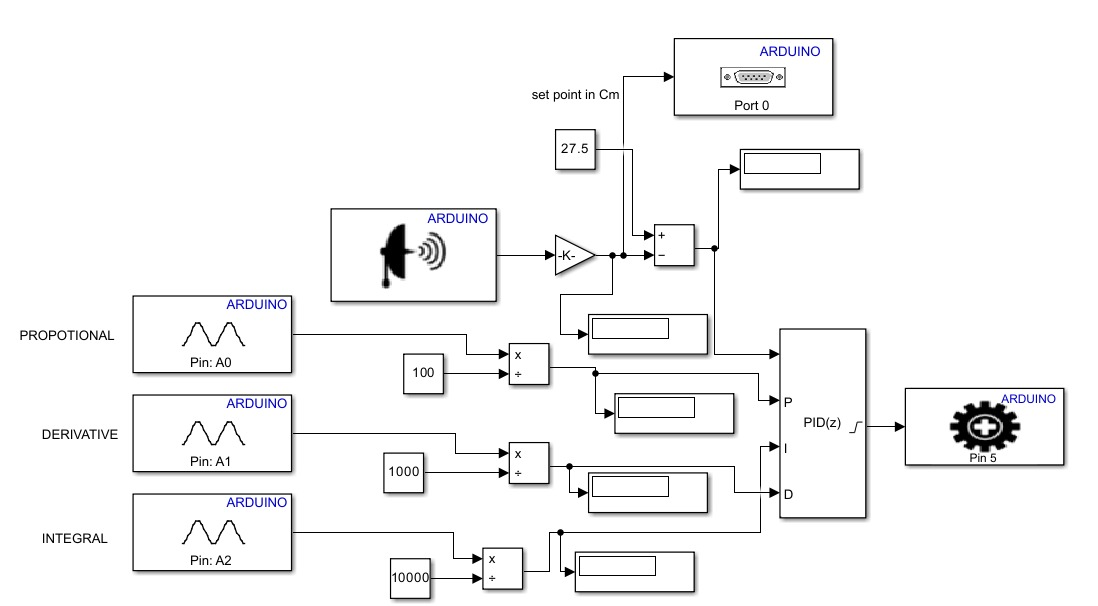 ARDUINO
Port 0
set point in Cm
27.5
ARDUINO
-K-
+
−
ARDUINO
Pin: A0
PROPOTIONAL
100
x
÷
ARDUINO
Pin: A1
DERIVATIVE
1000
x
÷
ARDUINO
Pin: A2
INTEGRAL
10000
x
÷
P
I
D
PID(z)
ARDUINO
Pin 5